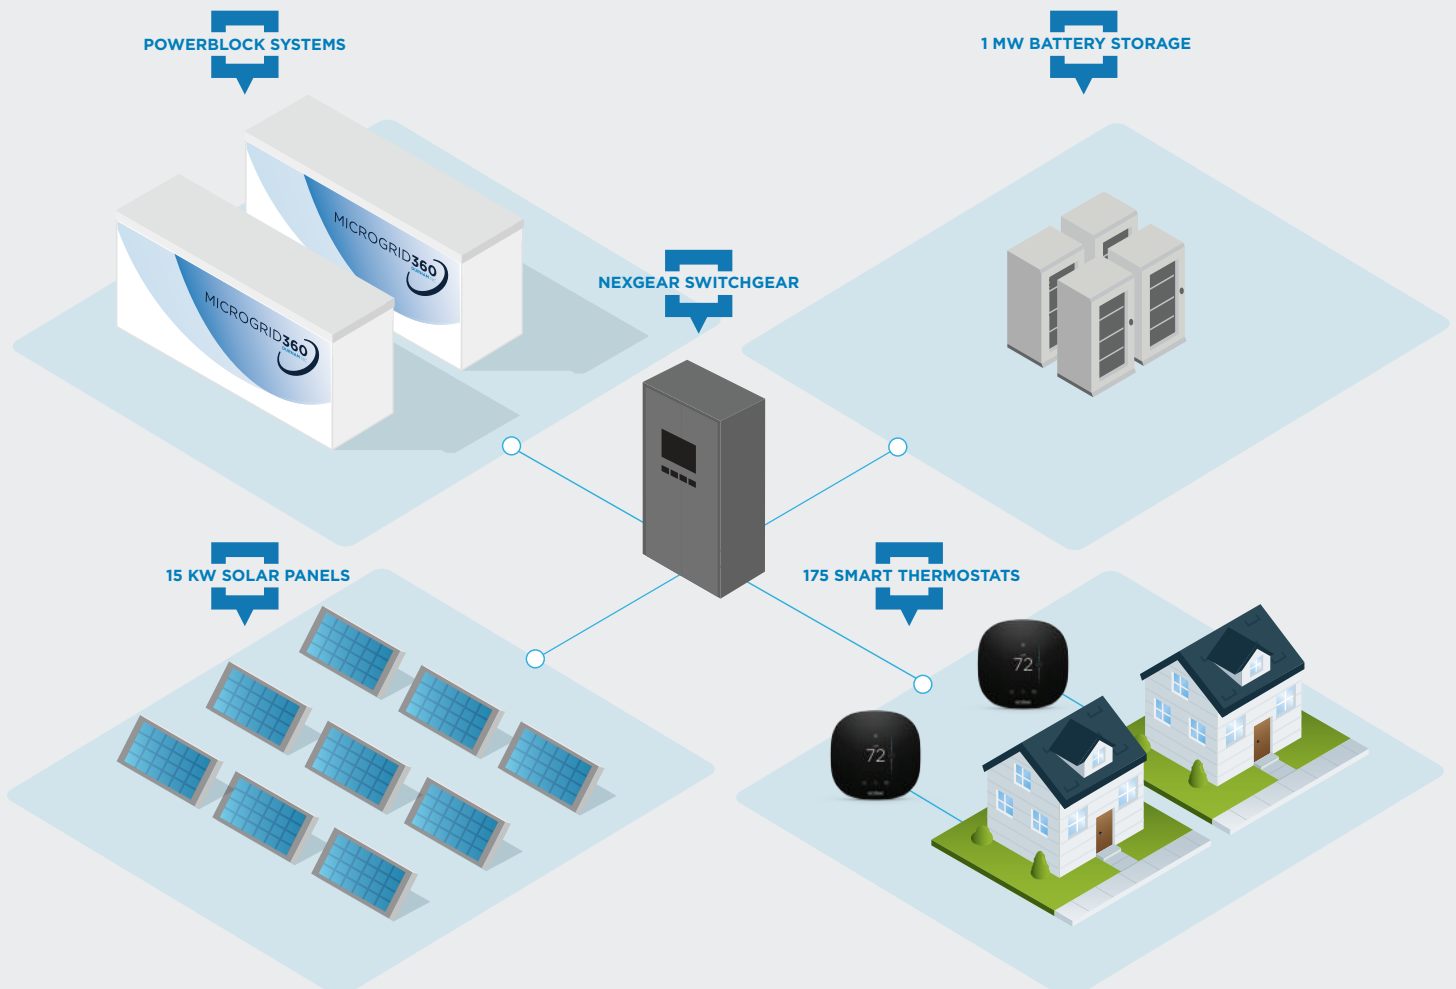 POWERBLOCK SYSTEMS
1 MW BATTERY STORAGE
MICROGRID360
MICROGRID360
NEXGEAR SWITCHGEAR
15 KW SOLAR PANELS
175 SMART THERMOSTATS
72
72